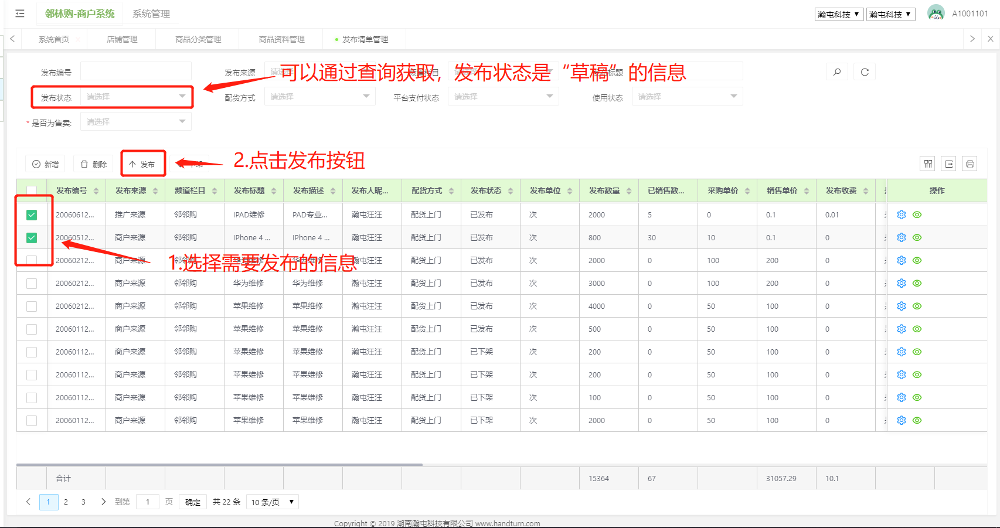 邻林购-商户系统 系统管理 瀚屯科技 ▼ 瀚屯科技 ▼ A1001101
系统首页 店铺管理 商品分类管理 商品资料管理 发布清单管理
发布编号 发布来源 请选择 频道栏目 请选择 发布标题
可以通过查询获取，发布状态是“草稿”的信息
发布状态 请选择 配货方式 请选择 平台支付状态 请选择 使用状态 请选择
* 是否为售卖: 请选择
新增 删除 发布
2.点击发布按钮
发布编号 发布来源 频道栏目 发布标题 发布描述 发布人昵... 配货方式 发布状态 发布单位 发布数量 已销售数... 采购单价 销售单价 发布收费 操作
20060612... 推广来源 邻邻购 IPAD维修 PAD专业... 瀚屯汪汪 配货上门 已发布 次 2000 5 0 0.1 0.01
20060512... 商户来源 邻邻购 IPhone 4 ... IPhone 4 ... 瀚屯汪汪 配货上门 已发布 次 800 30 10 0.1 0
20060212... 商户来源 邻邻购 华为维修 华为维修 瀚屯汪汪 配货上门 已发布 次 2000 0 100 200 0
1.选择需要发布的信息
20060212... 商户来源 邻邻购 华为维修 华为维修 瀚屯汪汪 配货上门 已发布 次 3000 0 100 200 0
20060212... 商户来源 邻邻购 苹果维修 苹果维修 瀚屯汪汪 配货上门 已发布 次 4000 0 50 100 0
20060112... 商户来源 邻邻购 苹果维修 苹果维修 瀚屯汪汪 配货上门 已发布 次 500 0 50 100 0
20060112... 商户来源 邻邻购 苹果维修 苹果维修 瀚屯汪汪 配货上门 已下架 次 200 0 50 100 0
20060112... 商户来源 邻邻购 苹果维修 苹果维修 瀚屯汪汪 配货上门 已下架 次 200 0 50 100 0
20060112... 商户来源 邻邻购 苹果维修 苹果维修 瀚屯汪汪 配货上门 已下架 次 100 0 50 100 0
20060112... 商户来源 邻邻购 苹果维修 苹果维修 瀚屯汪汪 配货上门 已下架 次 2000 0 50 100 0
合计 15364 67 31057.29 10.1
1 2 3 到第 1 页 确定 共 22 条 10 条/页 ▼
Copyright © 2019 湖南瀚屯科技有限公司 www.handturn.com